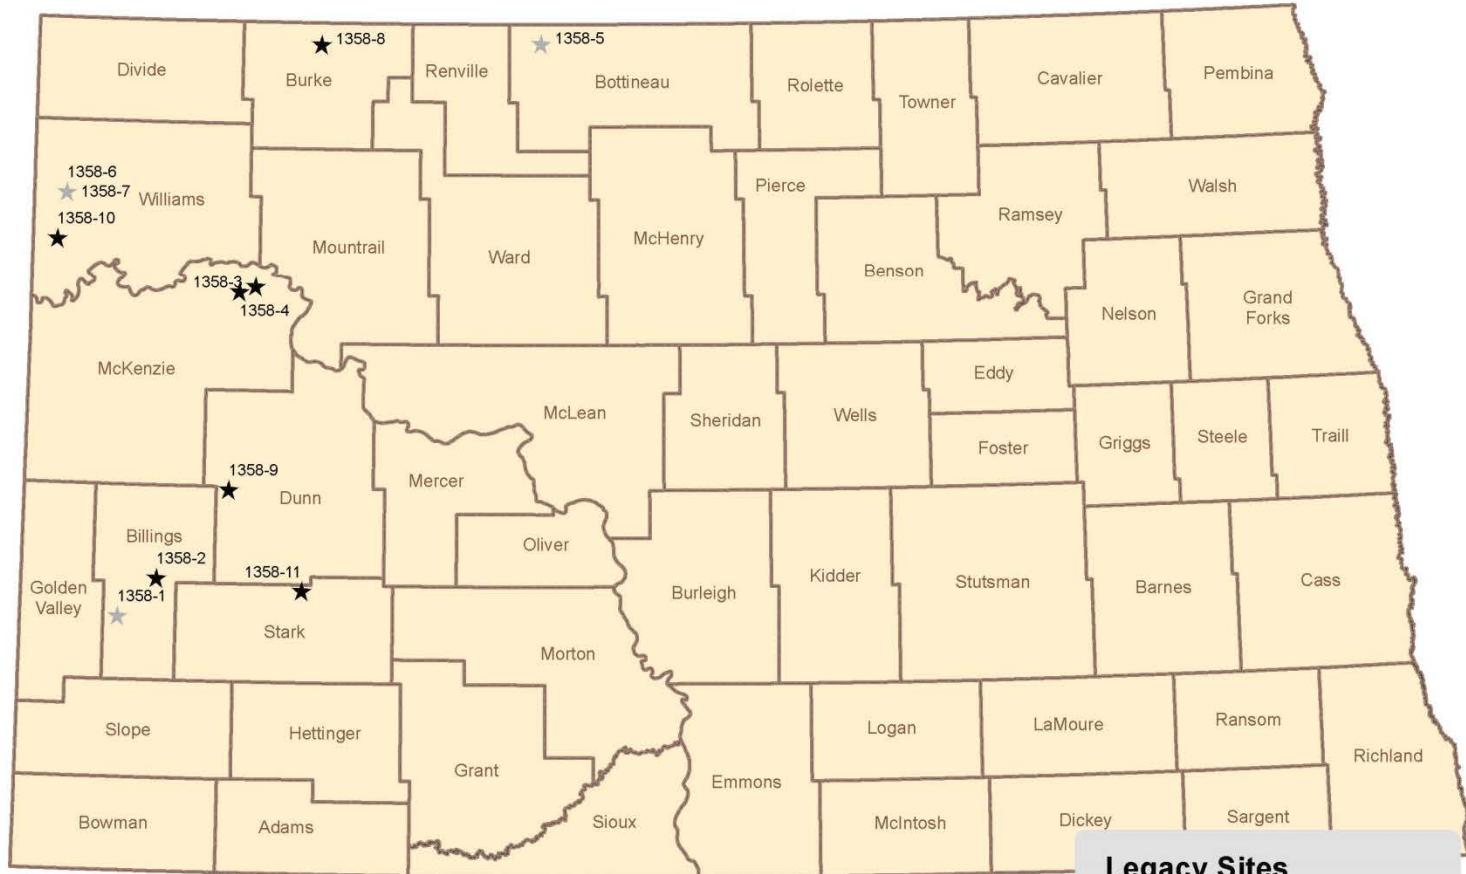 1358-8
1358-5
Divide
Burke
Renville
Bottineau
Rolette
Towner
Cavalier
Pembina
1358-6
1358-7
Williams
1358-10
Mountrail
Ward
McHenry
Pierce
Benson
Ramsey
Walsh
1358-3
1358-4
Nelson
Grand
Forks
McKenzie
McLean
Sheridan
Wells
Eddy
Foster
Griggs
Steele
Traill
1358-9
Dunn
Mercer
Oliver
Billings
1358-2
1358-1
1358-11
Golden
Valley
Stark
Morton
Burleigh
Kidder
Stutsman
Barnes
Cass
Slope
Hettinger
Grant
Emmons
Logan
LaMoure
Ransom
Richland
Bowman
Adams
Sioux
McIntosh
Dickey
Sargent
Legacy Sites